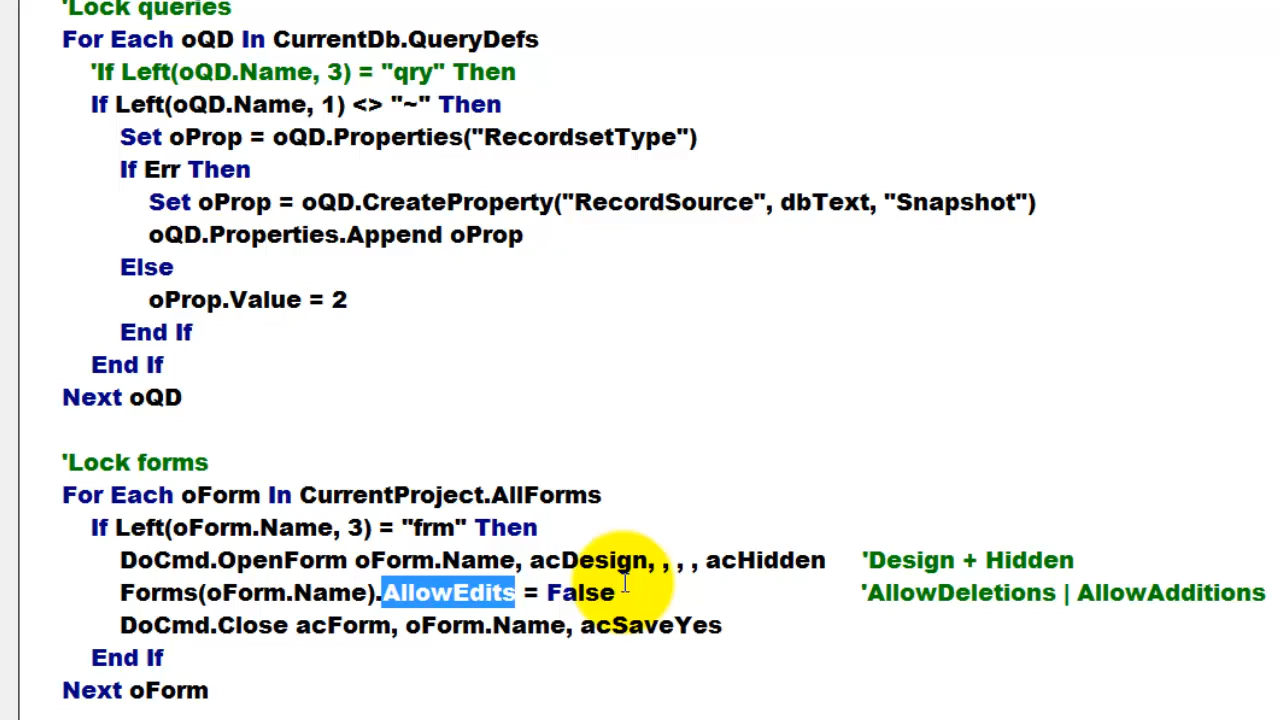 'Lock queries
For Each oQD In CurrentDb.QueryDefs
'If Left(oQD.Name, 3) = "qry" Then
If Left(oQD.Name, 1) <> "~" Then
Set oProp = oQD.Properties("RecordsetType")
If Err Then
Set oProp = oQD.CreateProperty("RecordSource", dbText, "Snapshot")
oQD.Properties.Append oProp
Else
oProp.Value = 2
End If
End If
Next oQD
'Lock forms
For Each oForm In CurrentProject.AllForms
If Left(oForm.Name, 3) = "frm" Then
DoCmd.OpenForm oForm.Name, acDesign, , , , acHidden 'Design + Hidden
Forms(oForm.Name).AllowEdits = False 'AllowDeletions | AllowAdditions
DoCmd.Close acForm, oForm.Name, acSaveYes
End If
Next oForm